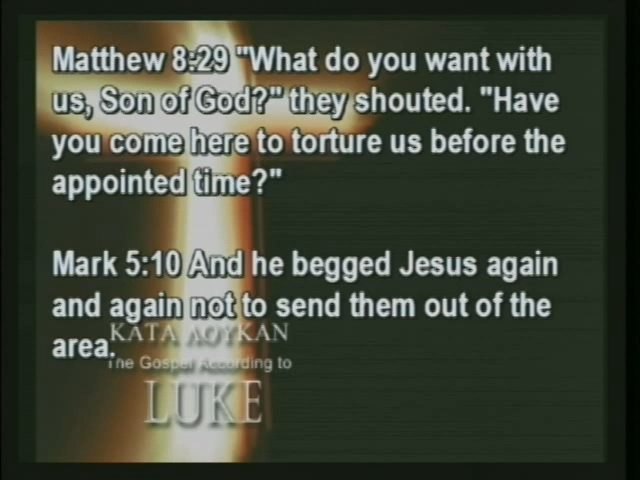 Matthew 8:29 "What do you want with
us, Son of God?" they shouted. "Have
you come here to torture us before the
appointed time?"
Mark 5:10 And he begged Jesus again
and again not to send them out of the
area.
ΚΑΤΑ ΛΟΥΚΑΝ
The Gospel According to
LUKE